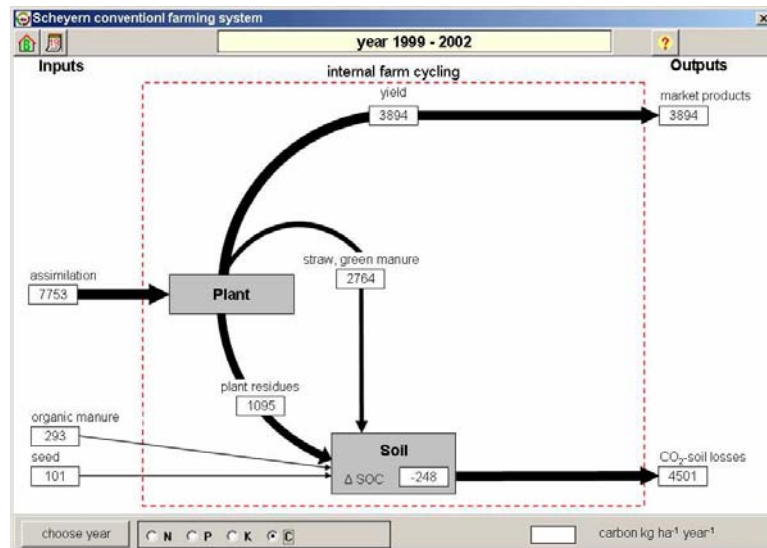 Scheyern conventionl farming system
year 1999 - 2002
?
Inputs
Outputs
internal farm cycling
yield
3894
market products
3894
straw, green manure
2764
assimilation
7753
Plant
plant residues
1095
organic manure
293
seed
101
Soil
Δ SOC -248
CO₂-soil losses
4501
choose year
N P K C
carbon kg ha⁻¹ year⁻¹